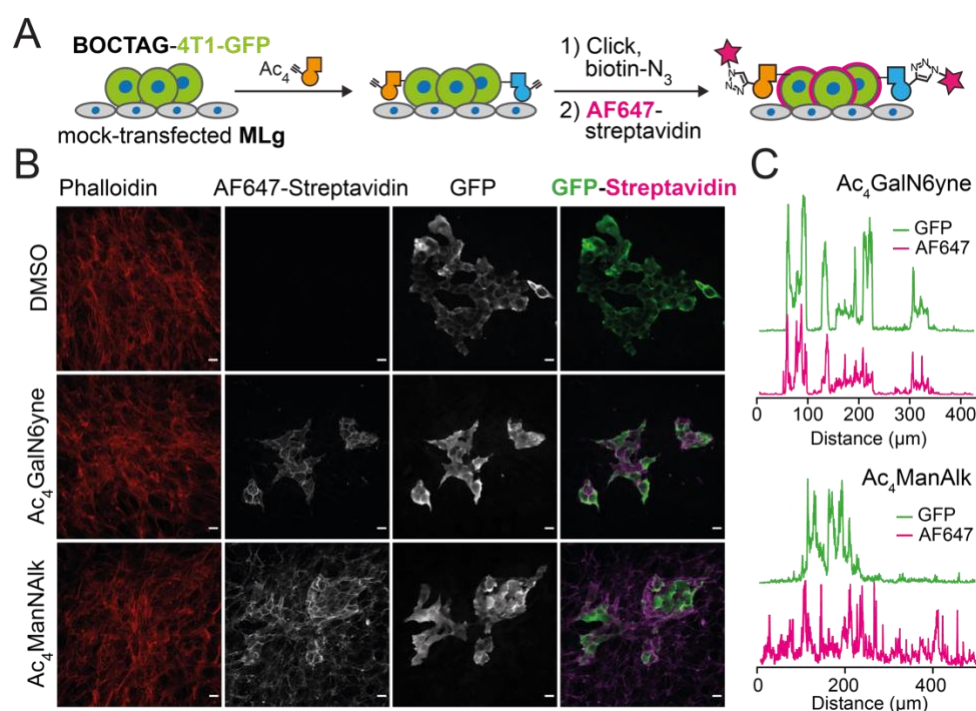 A
BOCTAG-4T1-GFP
mock-transfected MLg
Ac₄
1) Click,
biotin-N₃
2) AF647-
streptavidin
N
N=N
N=N
N
B
Phalloidin
AF647-Streptavidin
GFP
GFP-Streptavidin
DMSO
Ac₄GalN6yne
Ac₄ManNAlk
C
Ac₄GalN6yne
GFP
AF647
0 100 200 300 400
Distance (µm)
Ac₄ManAlk
GFP
AF647
0 200 400
Distance (µm)